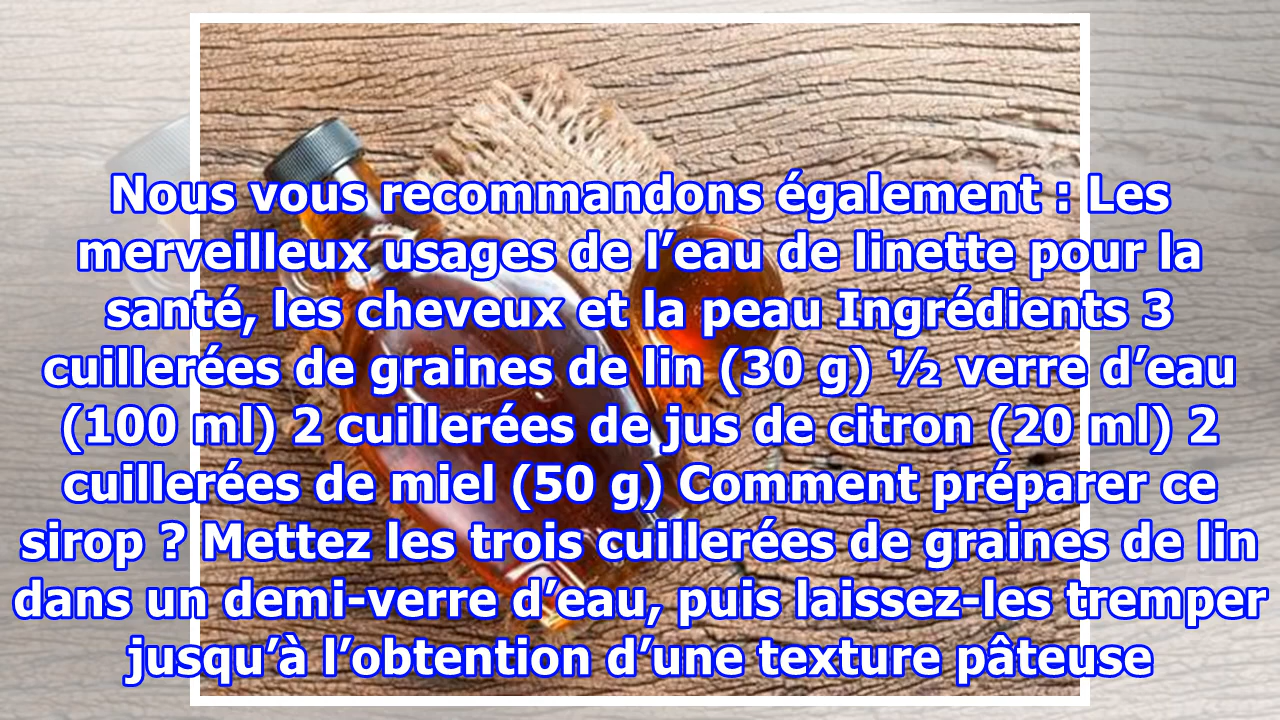 Nous vous recommandons également : Les
merveilleux usages de l’eau de linette pour la
santé, les cheveux et la peau Ingrédients 3
cuillerées de graines de lin (30 g) ½ verre d’eau
(100 ml) 2 cuillerées de jus de citron (20 ml) 2
cuillerées de miel (50 g) Comment préparer ce
sirop ? Mettez les trois cuillerées de graines de lin
dans un demi-verre d’eau, puis laissez-les tremper
jusqu’à l’obtention d’une texture pâteuse